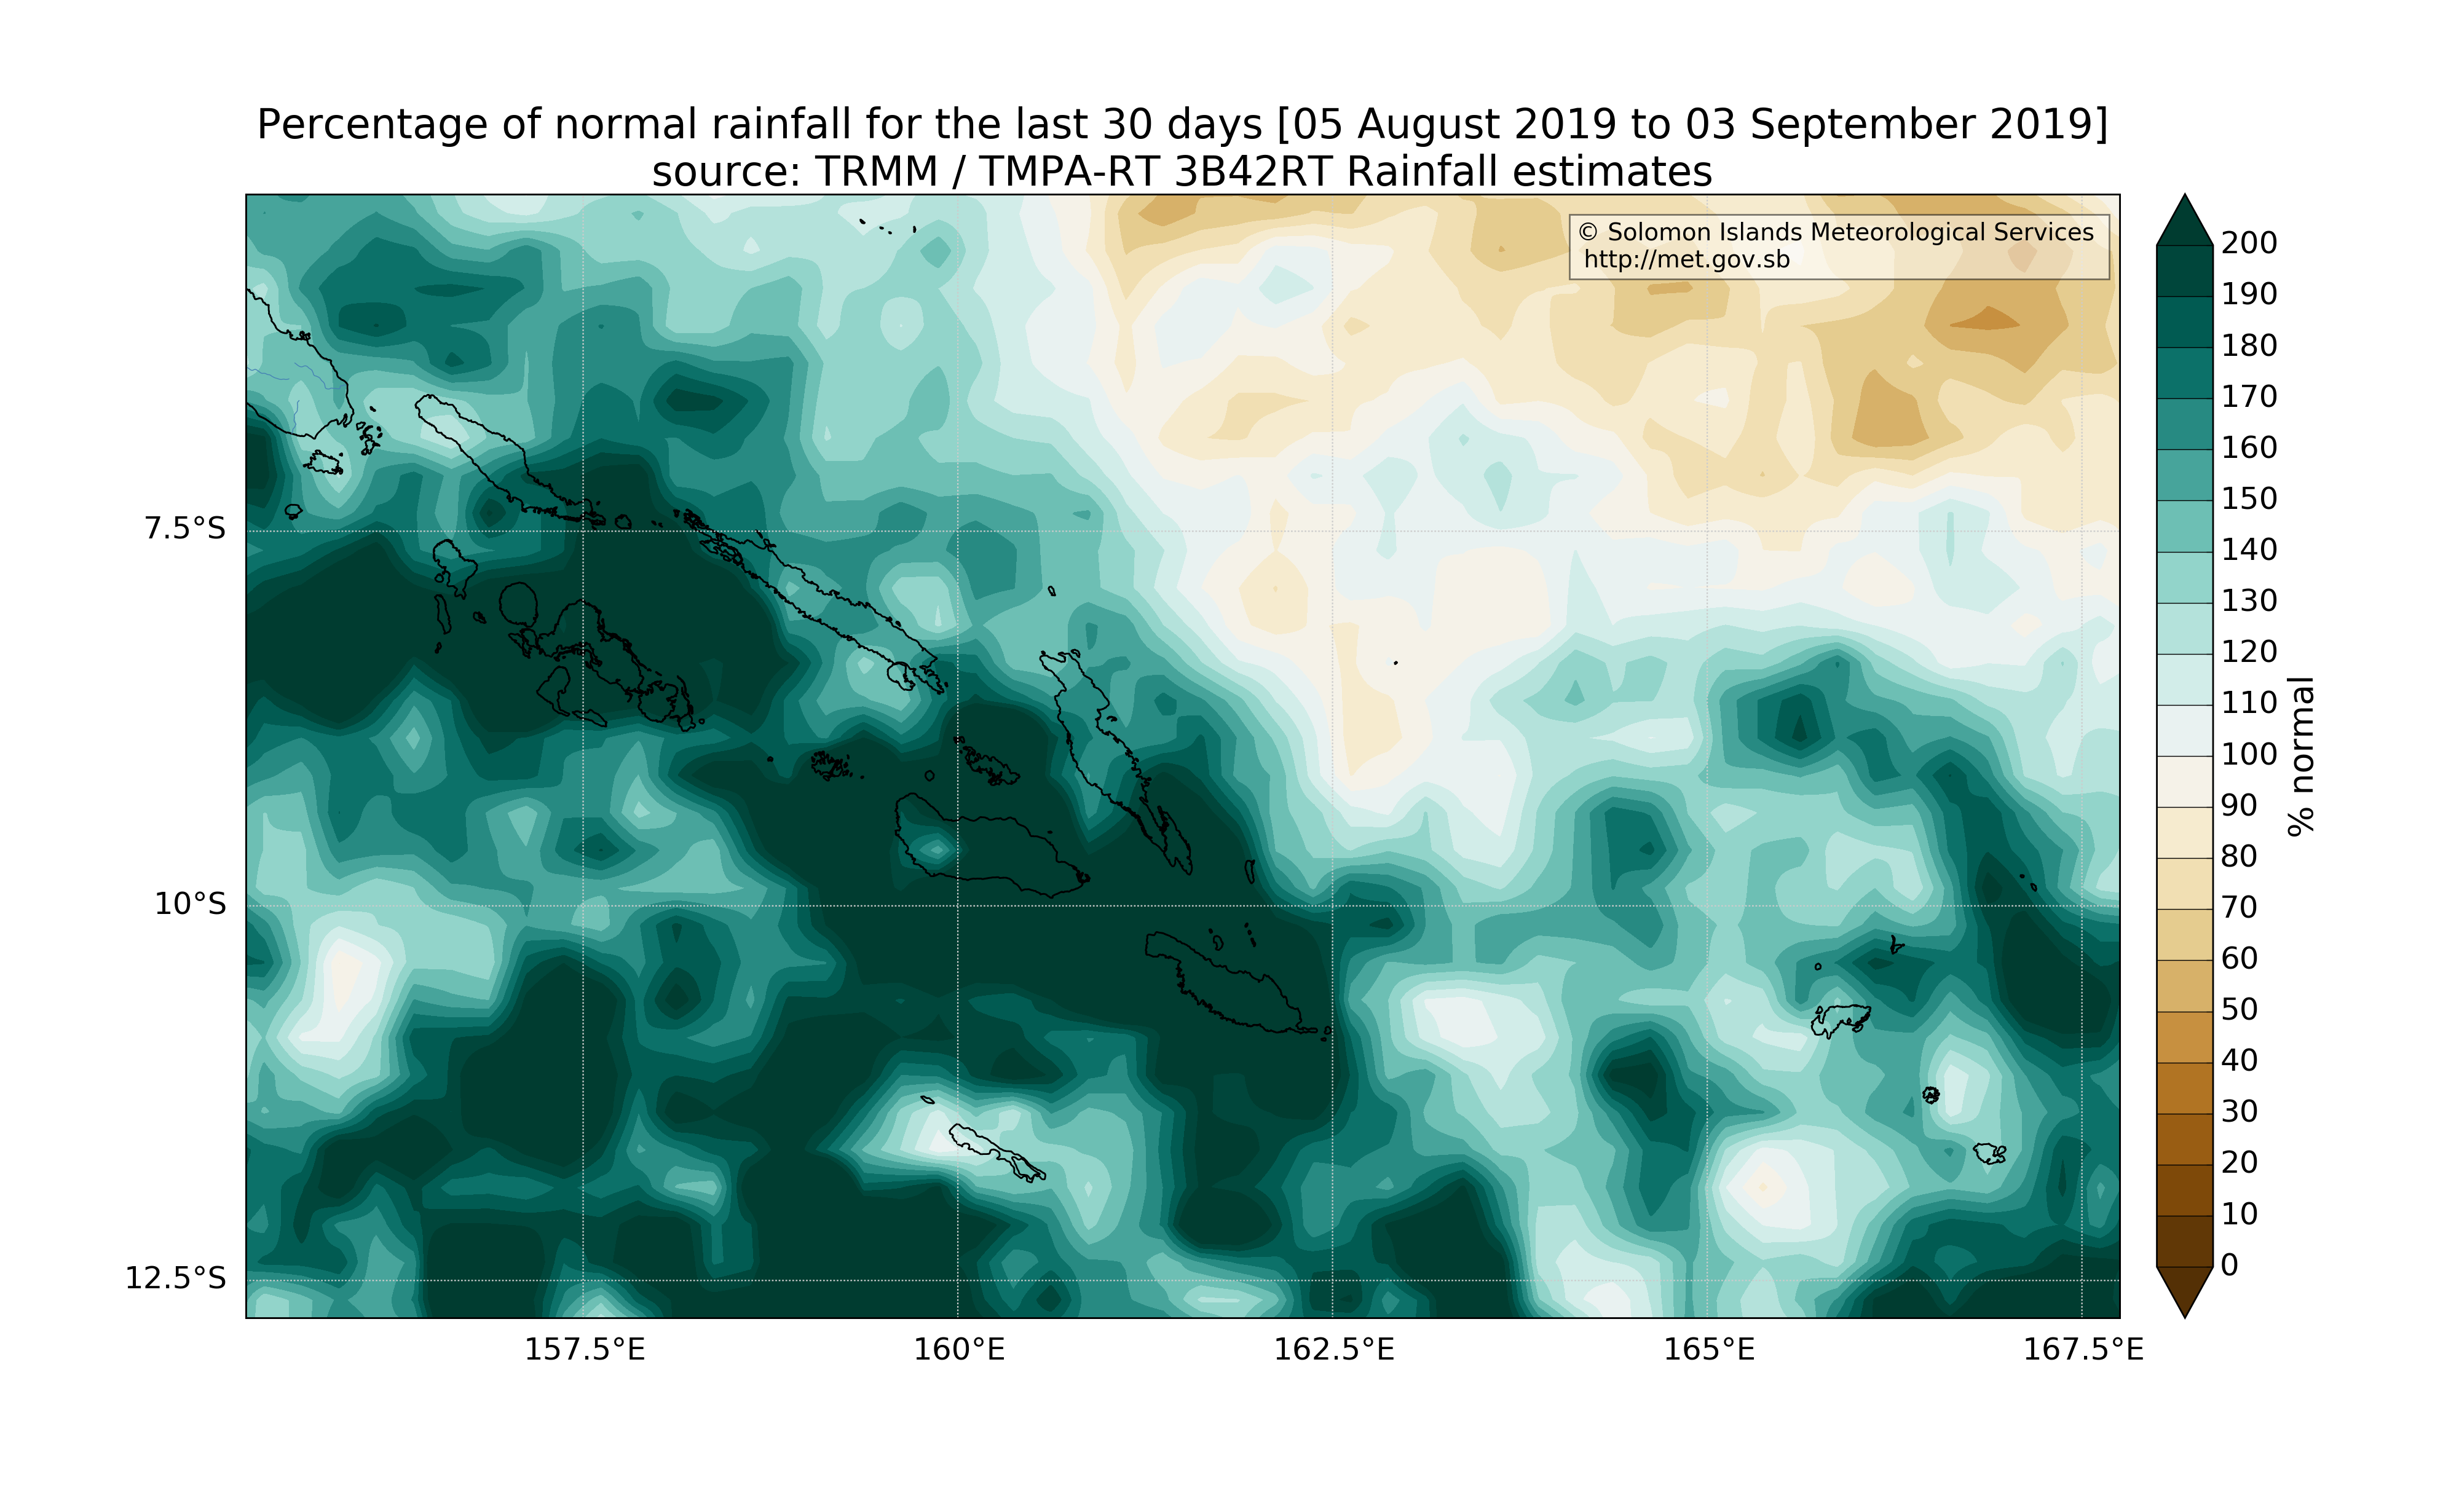 Percentage of normal rainfall for the last 30 days [05 August 2019 to 03 September 2019]
source: TRMM / TMPA-RT 3B42RT Rainfall estimates
© Solomon Islands Meteorological Services
http://met.gov.sb
7.5°S
10°S
12.5°S
157.5°E
160°E
162.5°E
165°E
167.5°E
200
190
180
170
160
150
140
130
120
110
100
90
80
70
60
50
40
30
20
10
0
% normal